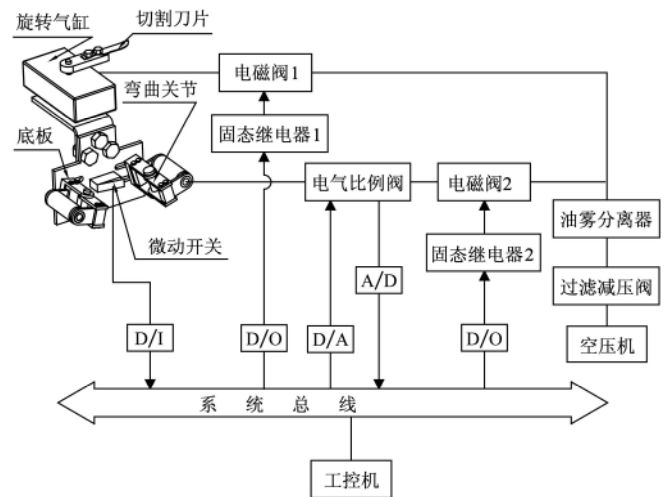 旋转气缸
切割刀片
电磁阀1
弯曲关节
固态继电器1
底板
电气比例阀
电磁阀2
油雾分离器
微动开关
固态继电器2
A/D
过滤减压阀
D/I
D/O
D/A
D/O
空压机
系统总线
工控机